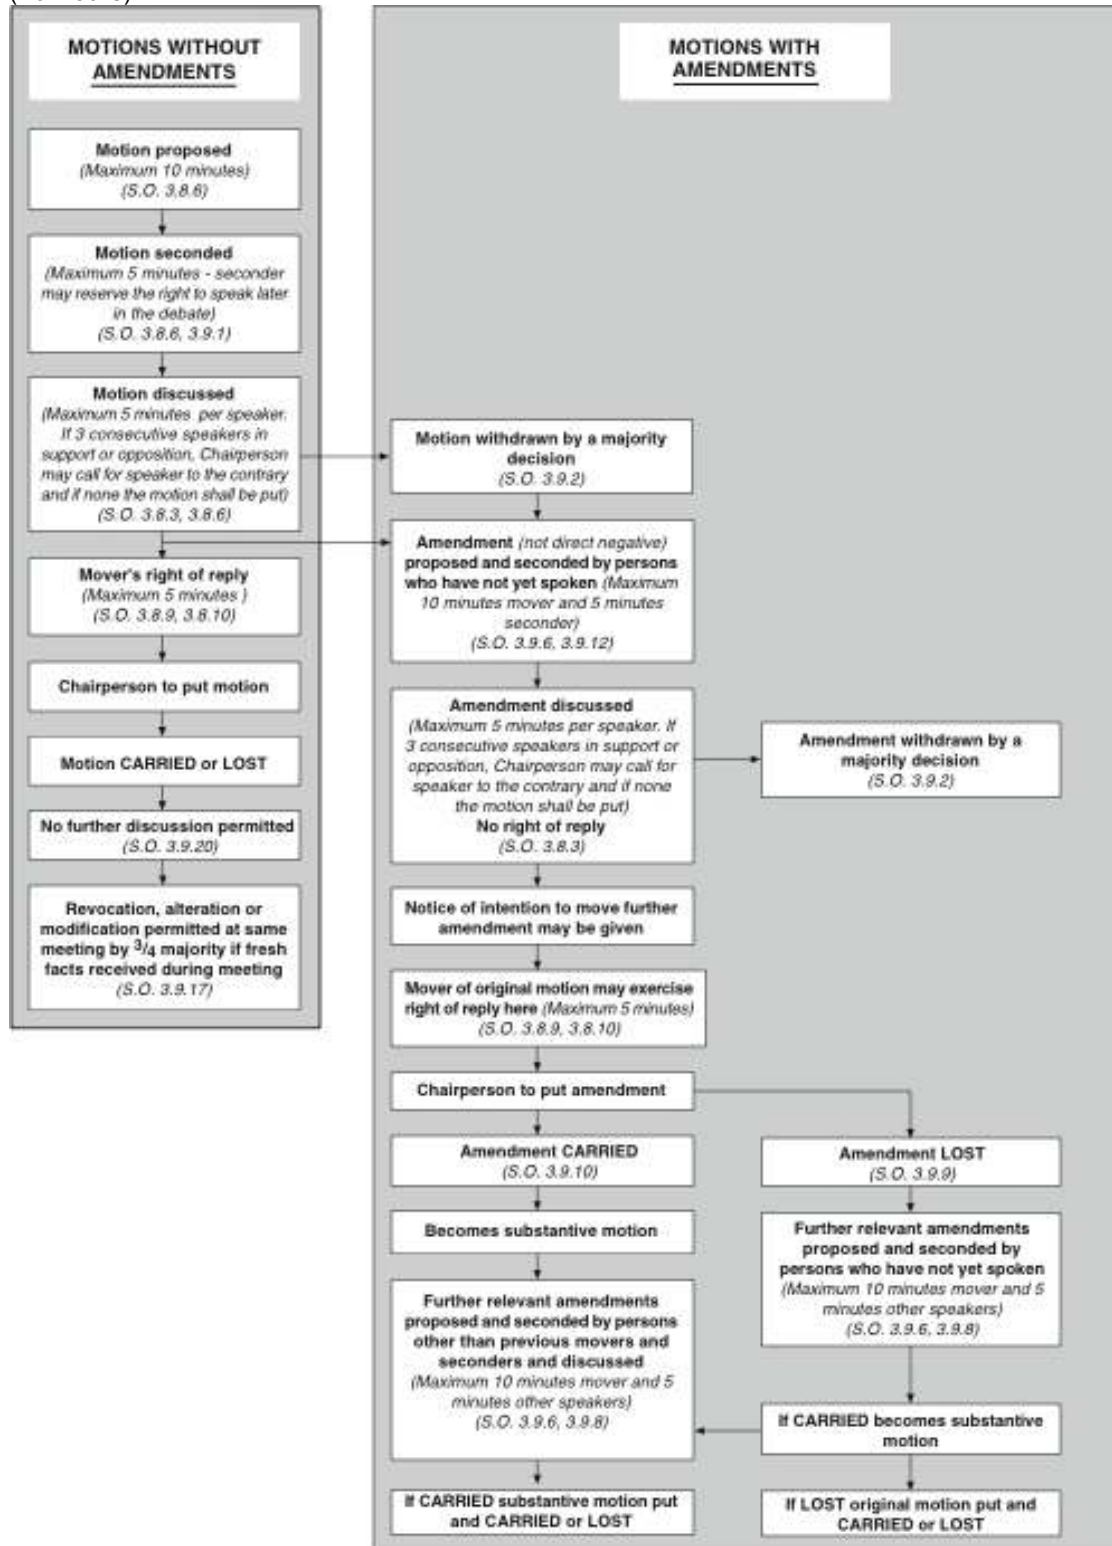 MOTIONS WITHOUT
AMENDMENTS
Motion proposed
(Maximum 10 minutes)
(S.O. 3.8.6)
Motion seconded
(Maximum 5 minutes - seconder
may reserve the right to speak later
in the debate)
(S.O. 3.8.6, 3.9.1)
Motion discussed
(Maximum 5 minutes per speaker.
If 3 consecutive speakers in
support or opposition, Chairperson
may call for speaker to the contrary
and if none the motion shall be put)
(S.O. 3.8.3, 3.8.6)
Mover's right of reply
(Maximum 5 minutes )
(S.O. 3.8.9, 3.8.10)
Chairperson to put motion
Motion CARRIED or LOST
No further discussion permitted
(S.O. 3.9.20)
Revocation, alteration or
modification permitted at same
meeting by 3/4 majority if fresh
facts received during meeting
(S.O. 3.9.17)
MOTIONS WITH
AMENDMENTS
Motion withdrawn by a majority
decision
(S.O. 3.9.2)
Amendment (not direct negative)
proposed and seconded by persons
who have not yet spoken (Maximum
10 minutes mover and 5 minutes
seconder)
(S.O. 3.9.6, 3.9.12)
Amendment discussed
(Maximum 5 minutes per speaker. If
3 consecutive speakers in support or
opposition, Chairperson may call for
speaker to the contrary and if none
the motion shall be put)
No right of reply
(S.O. 3.8.3)
Amendment withdrawn by a
majority decision
(S.O. 3.9.2)
Notice of intention to move further
amendment may be given
Mover of original motion may exercise
right of reply here (Maximum 5 minutes)
(S.O. 3.8.9, 3.8.10)
Chairperson to put amendment
Amendment CARRIED
(S.O. 3.9.10)
Becomes substantive motion
Further relevant amendments
proposed and seconded by persons
other than previous movers and
seconders and discussed
(Maximum 10 minutes mover and 5
minutes other speakers)
(S.O. 3.9.6, 3.9.8)
If CARRIED substantive motion put
and CARRIED or LOST
Amendment LOST
(S.O. 3.9.9)
Further relevant amendments
proposed and seconded by
persons who have not yet spoken
(Maximum 10 minutes mover and 5
minutes other speakers)
(S.O. 3.9.6, 3.9.8)
If CARRIED becomes substantive
motion
If LOST original motion put and
CARRIED or LOST